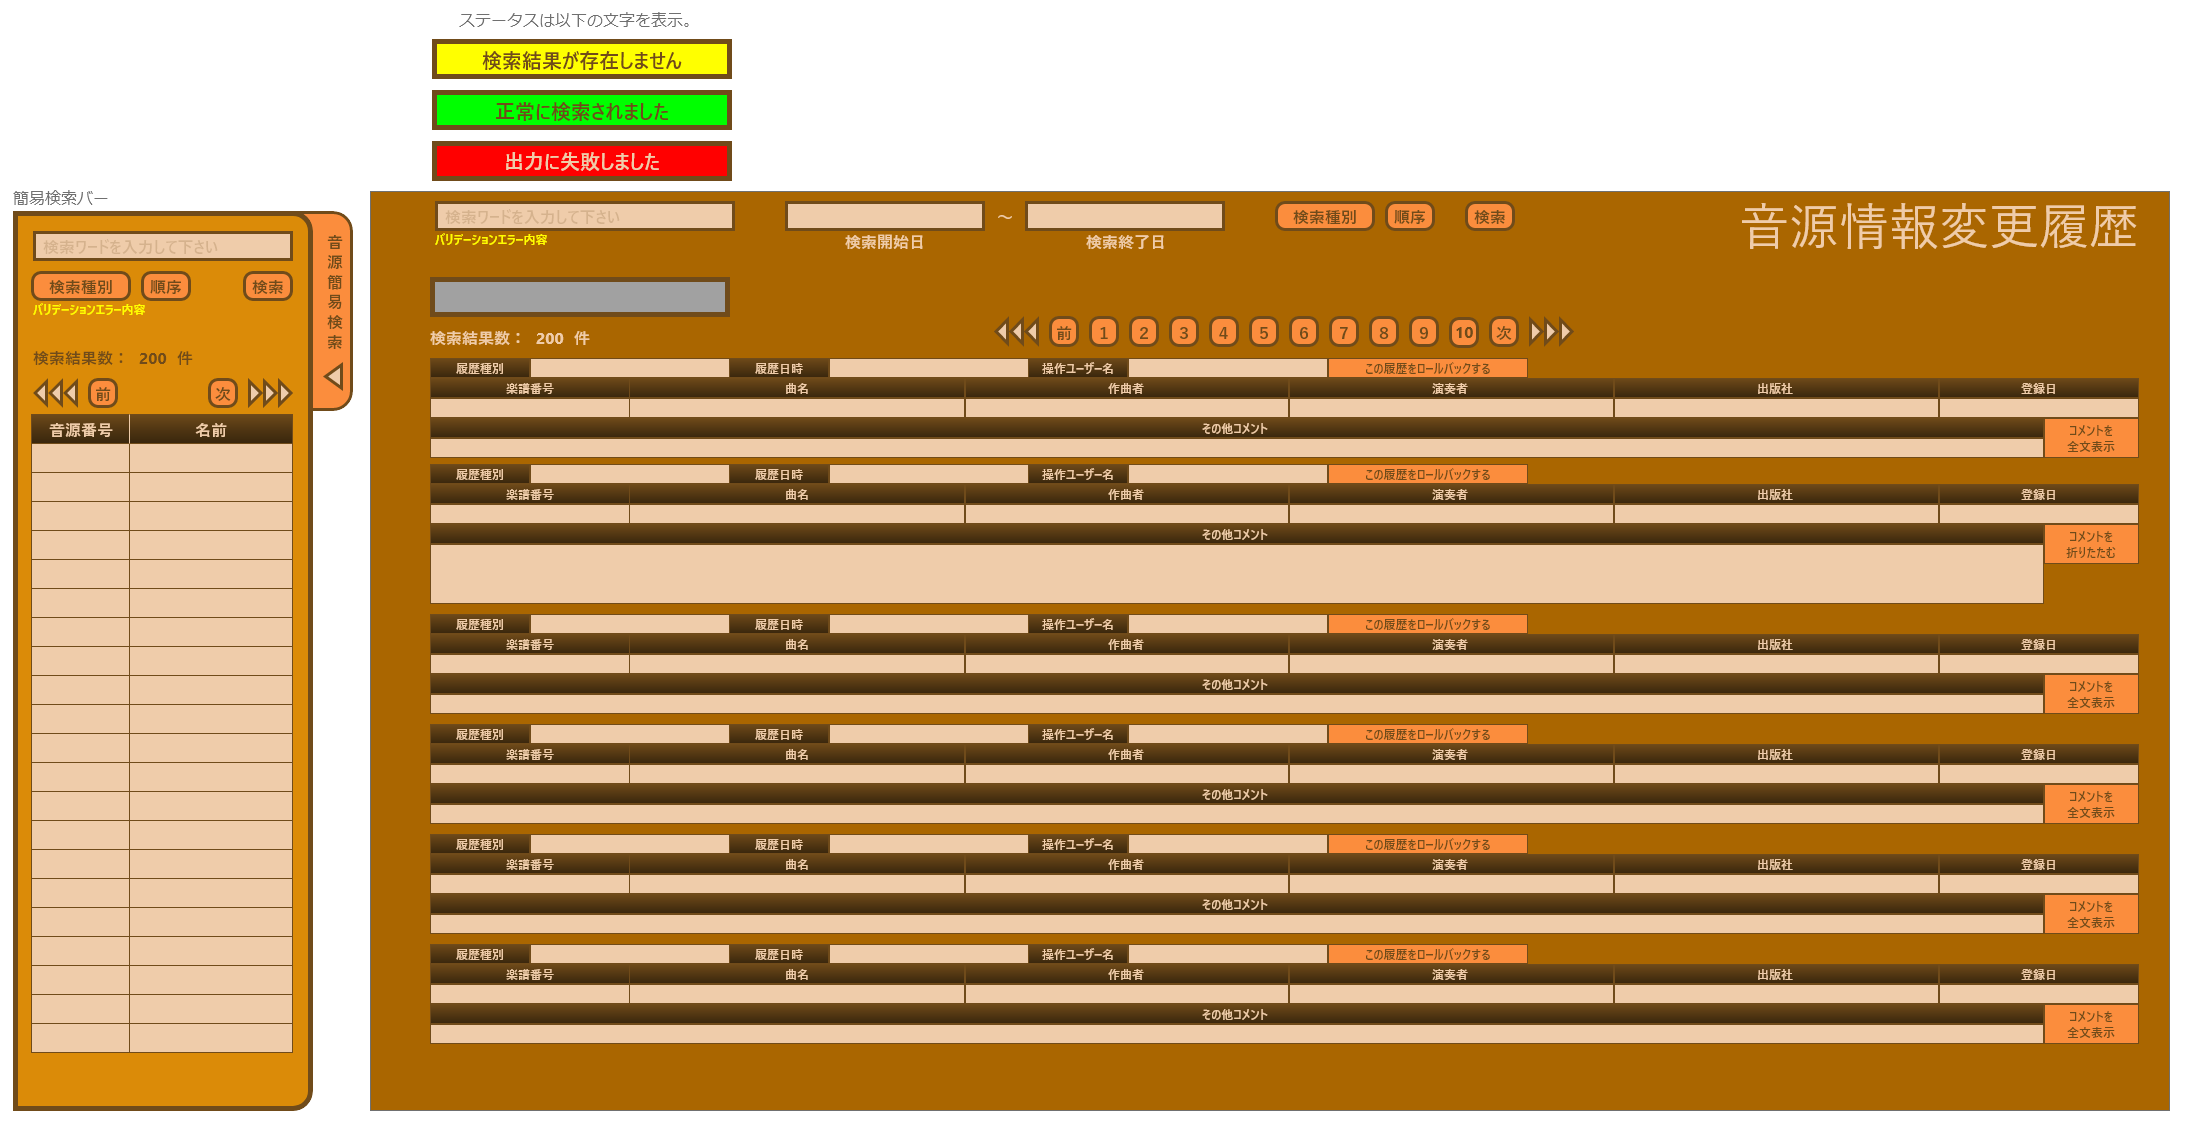 ステータスは以下の文字を表示。
検索結果が存在しません
正常に検索されました
出力に失敗しました
簡易検索バー
検索ワードを入力して下さい
検索種別 順序 検索
バリデーションエラー内容
検索結果数： 200 件
前 次
音源番号 名前
音源簡易検索
検索ワードを入力して下さい ～ 検索種別 順序 検索
バリデーションエラー内容 検索開始日 検索終了日
音源情報変更履歴
検索結果数： 200 件
前 1 2 3 4 5 6 7 8 9 10 次
履歴種別 履歴日時 操作ユーザー名 この履歴をロールバックする
楽譜番号 曲名 作曲者 演奏者 出版社 登録日
その他コメント
コメントを
全文表示
履歴種別 履歴日時 操作ユーザー名 この履歴をロールバックする
楽譜番号 曲名 作曲者 演奏者 出版社 登録日
その他コメント
コメントを
折りたたむ
履歴種別 履歴日時 操作ユーザー名 この履歴をロールバックする
楽譜番号 曲名 作曲者 演奏者 出版社 登録日
その他コメント
コメントを
全文表示
履歴種別 履歴日時 操作ユーザー名 この履歴をロールバックする
楽譜番号 曲名 作曲者 演奏者 出版社 登録日
その他コメント
コメントを
全文表示
履歴種別 履歴日時 操作ユーザー名 この履歴をロールバックする
楽譜番号 曲名 作曲者 演奏者 出版社 登録日
その他コメント
コメントを
全文表示
履歴種別 履歴日時 操作ユーザー名 この履歴をロールバックする
楽譜番号 曲名 作曲者 演奏者 出版社 登録日
その他コメント
コメントを
全文表示